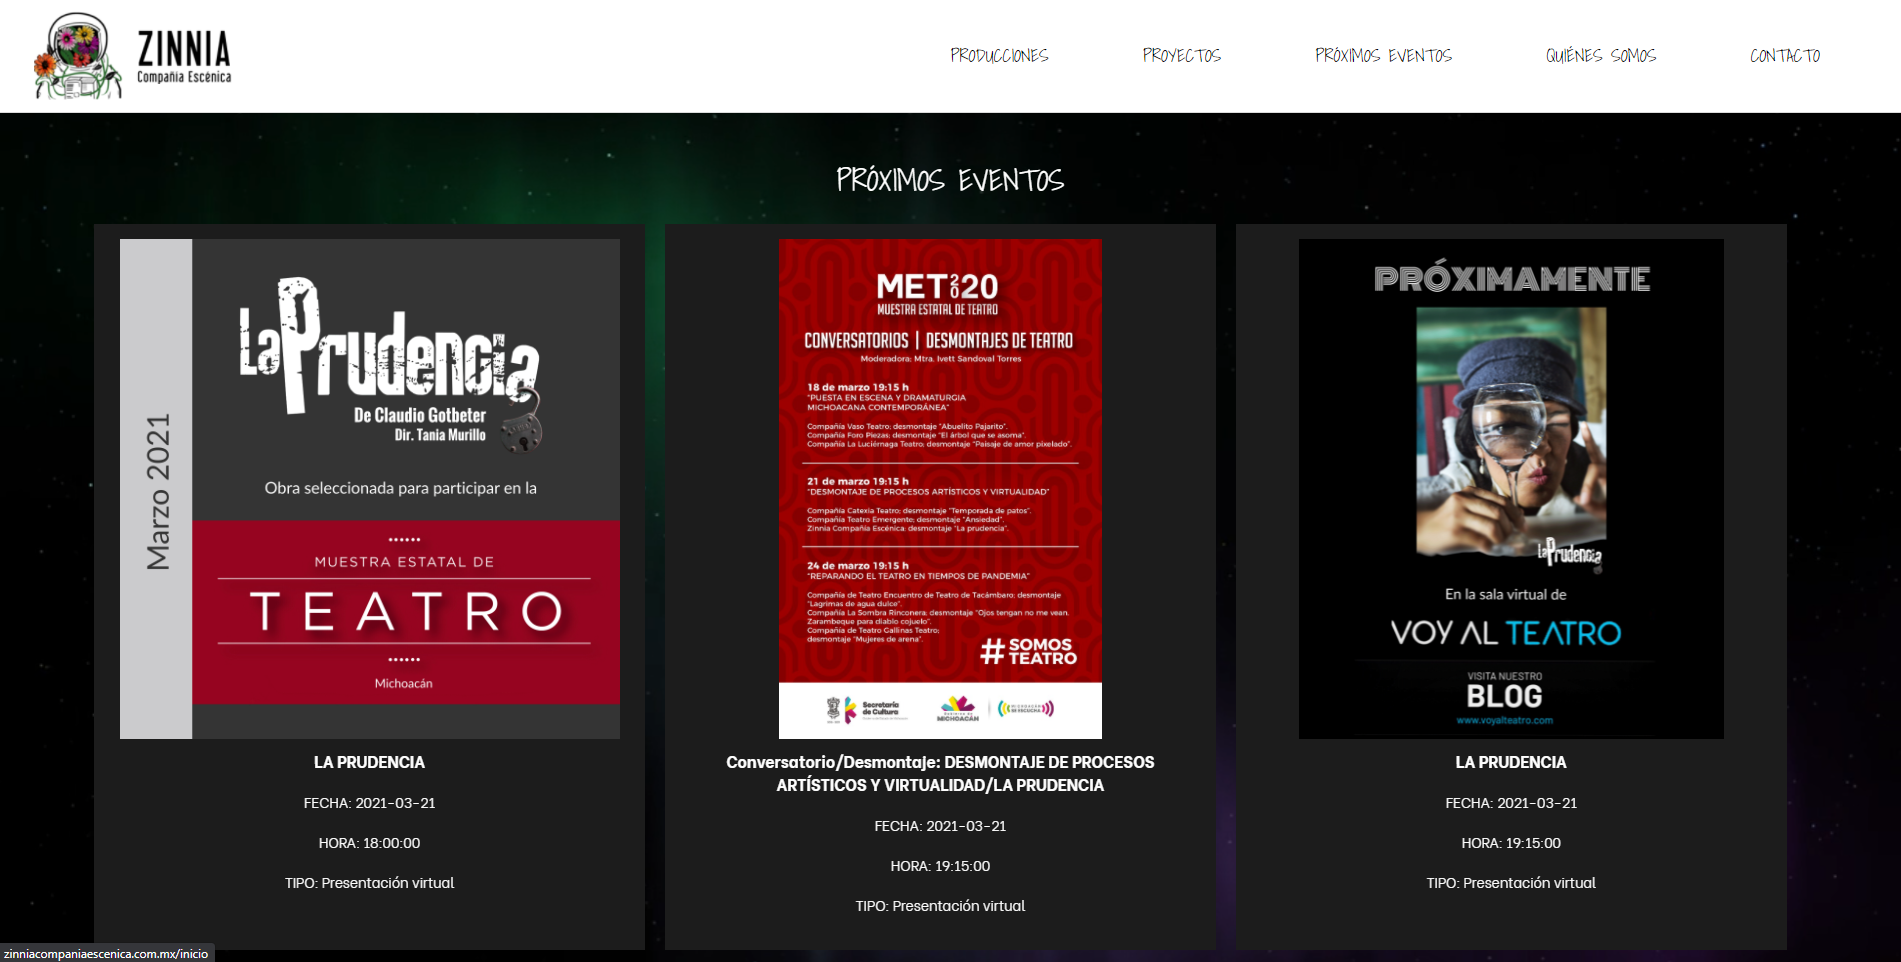 ZINNIA
Compañía Escénica
PRODUCCIONES
PROYECTOS
PRÓXIMOS EVENTOS
QUIÉNES SOMOS
CONTACTO
PRÓXIMOS EVENTOS
Marzo 2021
La Prudencia
De Claudio Gotbeter
Dir. Tania Murillo
Obra seleccionada para participar en la
MUESTRA ESTATAL DE
TEATRO
Michoacán
LA PRUDENCIA
FECHA: 2021-03-21
HORA: 18:00:00
TIPO: Presentación virtual
MET 2020
MUESTRA ESTATAL DE TEATRO
CONVERSATORIOS | DESMONTAJES DE TEATRO
Moderadora: Mtra. Ivett Sandoval Torres
18 de marzo 19:15 h
"PUESTA EN ESCENA Y DRAMATURGIA
MICHOACANA CONTEMPORÁNEA"
Compañía Vaso Teatro; desmontaje "Abuelito Pajarito".
Compañía Foro Piezas; desmontaje "El árbol que se asoma".
Compañía La Luciérnaga Teatro; desmontaje "Paisaje de amor pixelado".
21 de marzo 19:15 h
"DESMONTAJE DE PROCESOS ARTÍSTICOS Y VIRTUALIDAD"
Compañía Catexia Teatro; desmontaje "Temporada de patos".
Compañía Teatro Emergente; desmontaje "Ansiedad".
Zinnia Compañía Escénica; desmontaje "La prudencia".
24 de marzo 19:15 h
"REPARANDO EL TEATRO EN TIEMPOS DE PANDEMIA"
Compañía de Teatro Encuentro de Teatro de Tacámbaro; desmontaje
"Lágrimas de agua dulce".
Compañía La Sombra Rinconera; desmontaje "Ojos tengan no me vean.
Zarambeque para diablo cojuelo".
Compañía de Teatro Gallinas Teatro;
desmontaje "Mujeres de arena".
#SOMOS
TEATRO
Secretaría
de Cultura
MICHOACÁN
MICHOACÁN
SE ESCUCHA
Conversatorio/Desmontaje: DESMONTAJE DE PROCESOS
ARTÍSTICOS Y VIRTUALIDAD/LA PRUDENCIA
FECHA: 2021-03-21
HORA: 19:15:00
TIPO: Presentación virtual
PRÓXIMAMENTE
La Prudencia
En la sala virtual de
VOY AL TEATRO
VISITA NUESTRO
BLOG
www.voyalteatro.com
LA PRUDENCIA
FECHA: 2021-03-21
HORA: 19:15:00
TIPO: Presentación virtual
zinniacompaniaescenica.com.mx/inicio